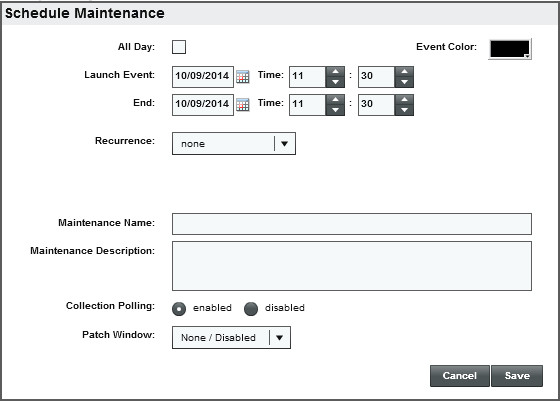 Schedule Maintenance
All Day: Event Color:
Launch Event: 10/09/2014 Time: 11 : 30
End: 10/09/2014 Time: 11 : 30
Recurrence: none
Maintenance Name:
Maintenance Description:
Collection Polling: enabled disabled
Patch Window: None / Disabled
Cancel Save